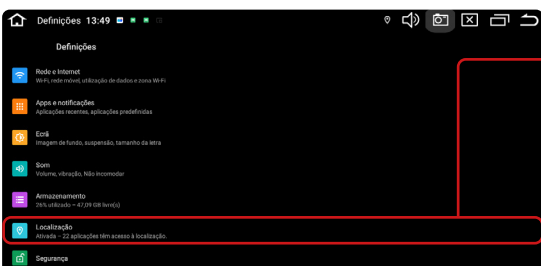 Definições 13:49
Definições
Rede e Internet
Wi-Fi, rede móvel, utilização de dados e zona Wi-Fi
Apps e notificações
Aplicações recentes, aplicações predefinidas
Ecrã
Imagem de fundo, suspensão, tamanho da letra
Som
Volume, vibração, Não incomodar
Armazenamento
26% utilizado – 47,09 GB livre(s)
Localização
Ativada – 22 aplicações têm acesso à localização.
Segurança